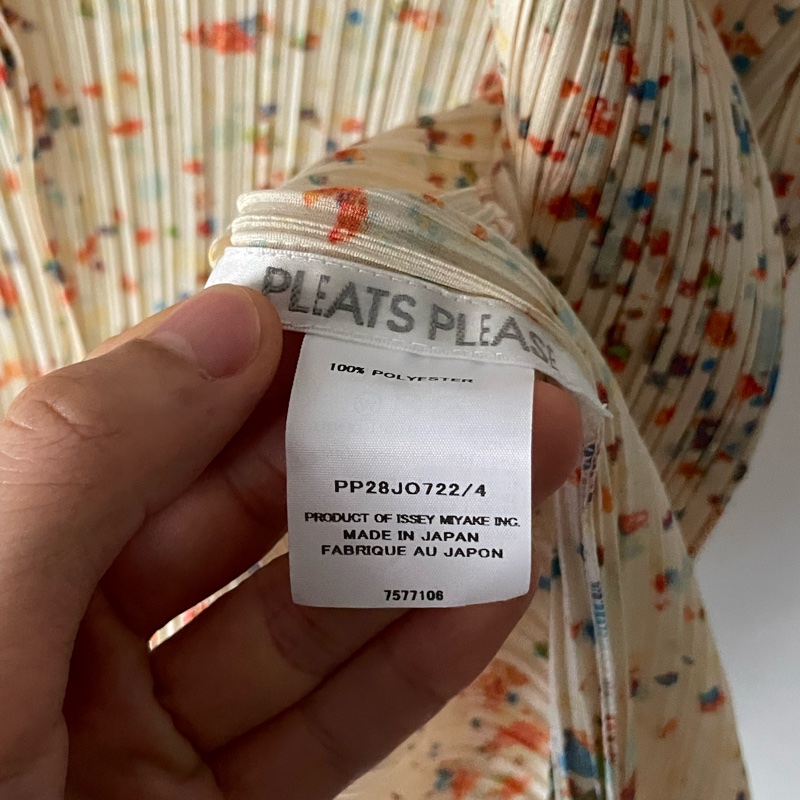 PLEATS PLEASE
100% POLYESTER
PP28JO722/4
PRODUCT OF ISSEY MIYAKE INC.
MADE IN JAPAN
FABRIQUE AU JAPON
7577106